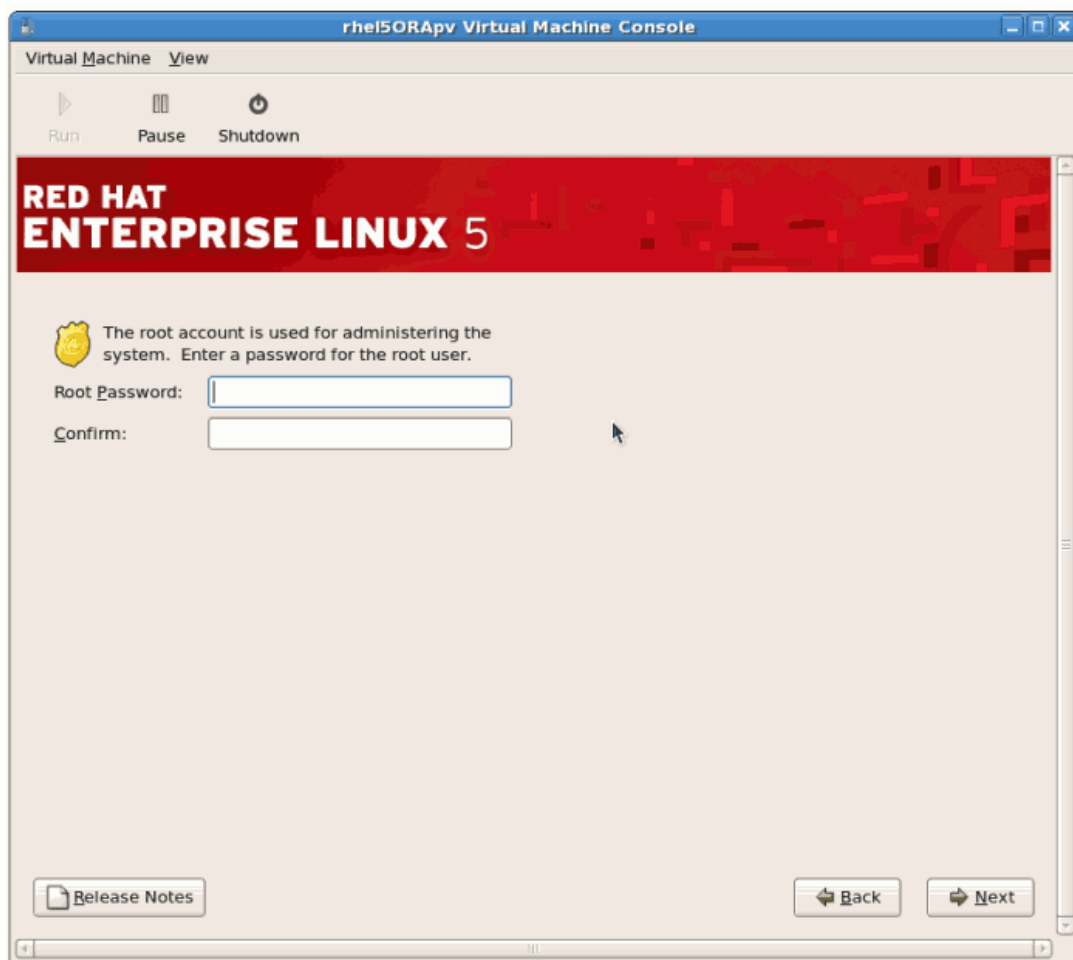 rhel5ORApv Virtual Machine Console
Virtual Machine View
Run Pause Shutdown
RED HAT
ENTERPRISE LINUX 5
The root account is used for administering the
system. Enter a password for the root user.
Root Password:
Confirm:
Release Notes Back Next